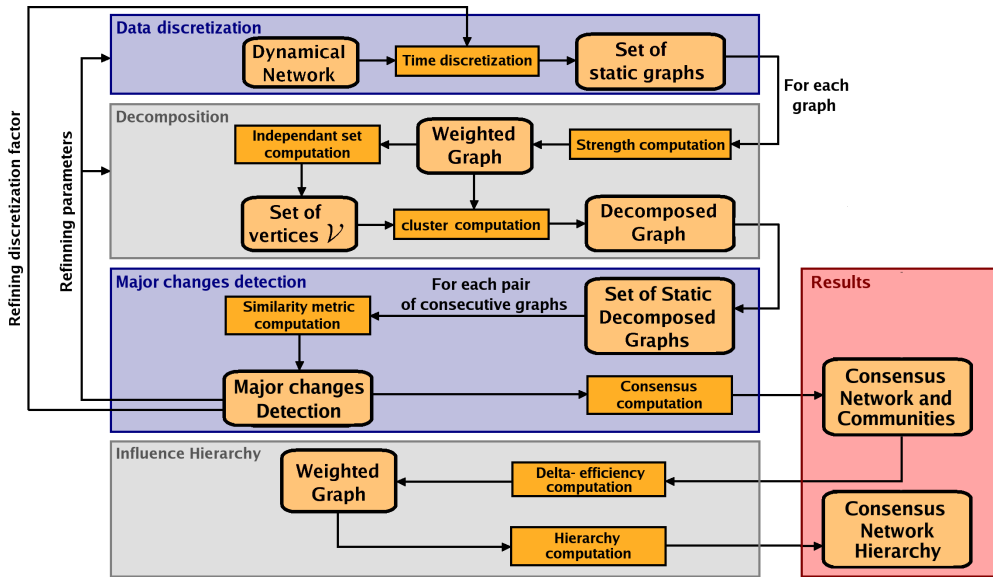 Data discretization
Dynamical
Network
Time discretization
Set of
static graphs
For each
graph
Decomposition
Independant set
computation
Weighted
Graph
Strength computation
Set of
vertices 𝒱
cluster computation
Decomposed
Graph
Refining discretization factor
Refinning parameters
Major changes detection
For each pair
of consecutive graphs
Similarity metric
computation
Set of Static
Decomposed
Graphs
Major changes
Detection
Consensus
computation
Results
Consensus
Network and
Communities
Influence Hierarchy
Weighted
Graph
Delta- efficiency
computation
Hierarchy
computation
Consensus
Network
Hierarchy